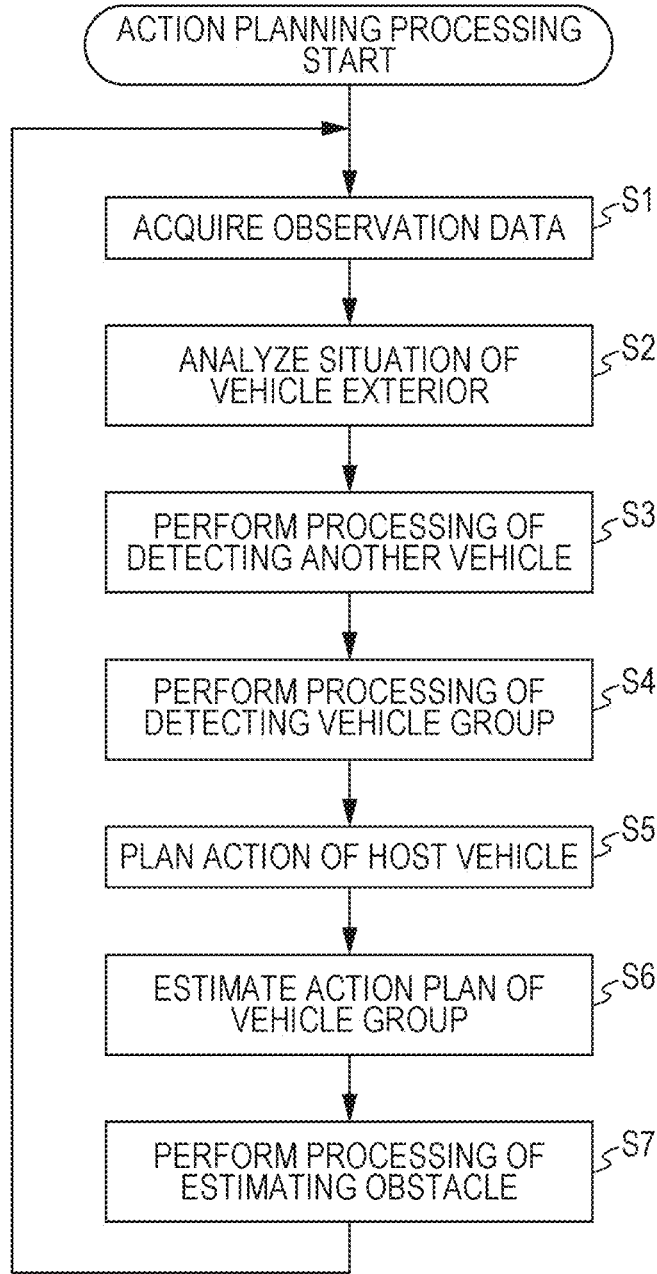 ACTION PLANNING PROCESSING
START
S1
ACQUIRE OBSERVATION DATA
S2
ANALYZE SITUATION OF
VEHICLE EXTERIOR
S3
PERFORM PROCESSING OF
DETECTING ANOTHER VEHICLE
S4
PERFORM PROCESSING OF
DETECTING VEHICLE GROUP
S5
PLAN ACTION OF HOST VEHICLE
S6
ESTIMATE ACTION PLAN OF
VEHICLE GROUP
S7
PERFORM PROCESSING OF
ESTIMATING OBSTACLE